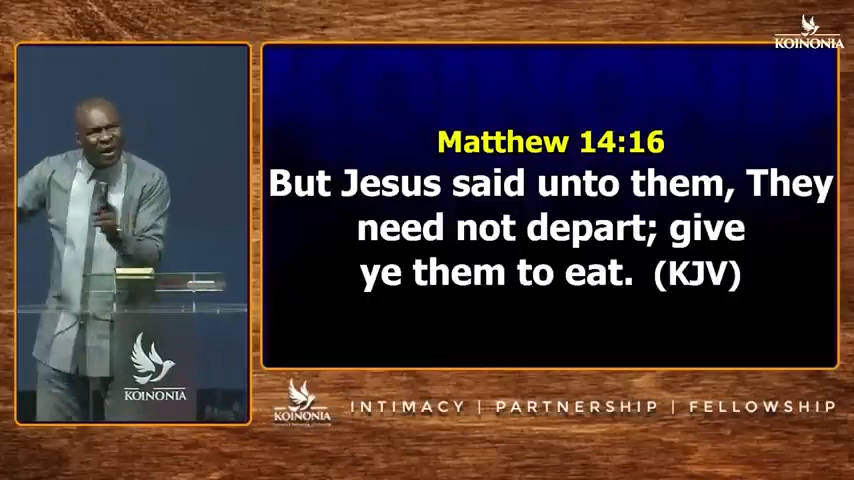 KOINONIA
Matthew 14:16
But Jesus said unto them, They
need not depart; give
ye them to eat. (KJV)
KOINONIA
KOINONIA
INTIMACY | PARTNERSHIP | FELLOWSHIP